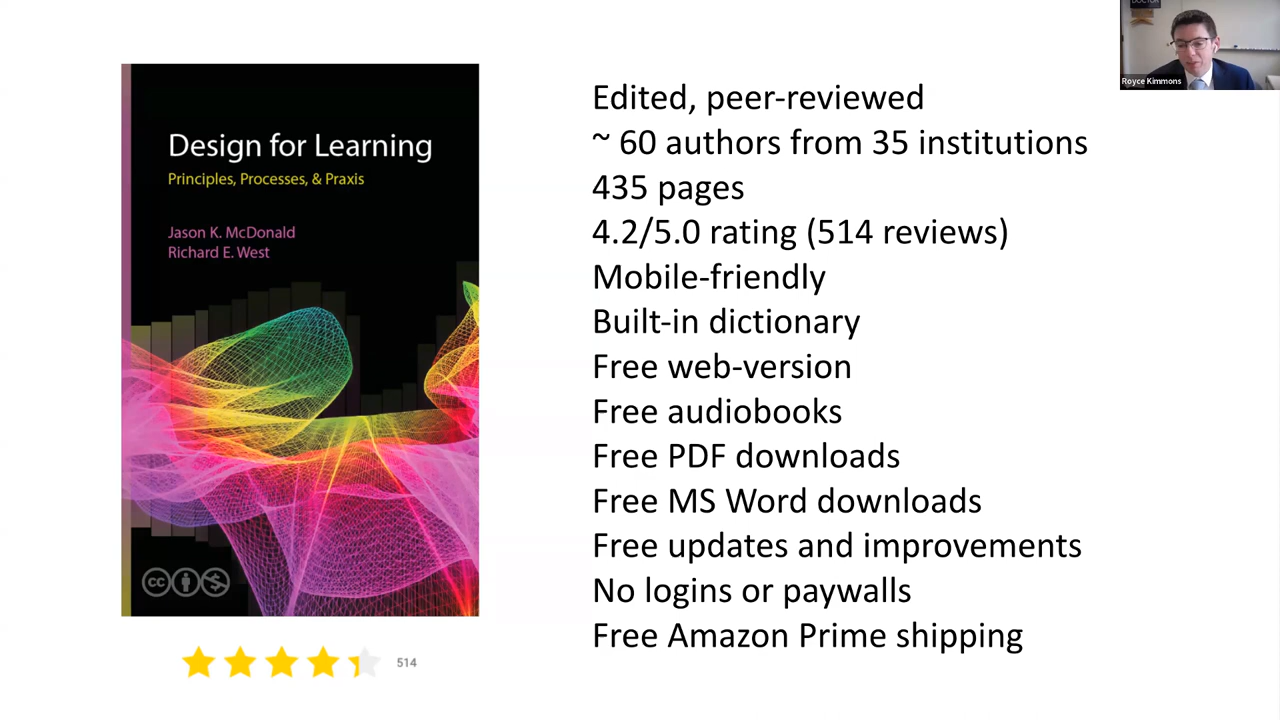 DOCTOR
Royce Kimmons
Design for Learning
Principles, Processes, & Praxis
Jason K. McDonald
Richard E. West
cc
514
Edited, peer-reviewed
~ 60 authors from 35 institutions
435 pages
4.2/5.0 rating (514 reviews)
Mobile-friendly
Built-in dictionary
Free web-version
Free audiobooks
Free PDF downloads
Free MS Word downloads
Free updates and improvements
No logins or paywalls
Free Amazon Prime shipping